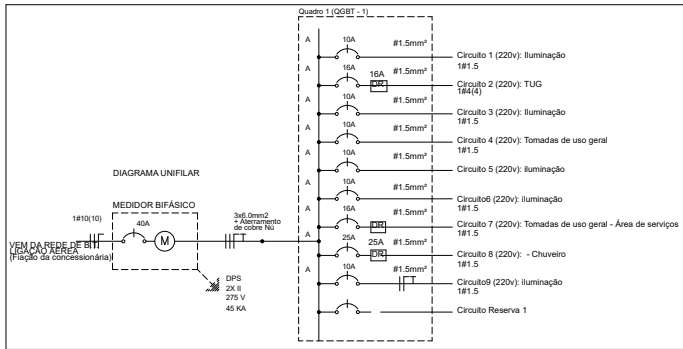 Quadro 1 (QGBT - 1)
A
10A
#1.5mm²
Circuito 1 (220v): Iluminação
1#1.5
A
16A
16A
DR
#1.5mm²
Circuito 2 (220v): TUG
1#4(4)
A
10A
#1.5mm²
Circuito 3 (220v): Iluminação
1#1.5
A
10A
#1.5mm²
Circuito 4 (220v): Tomadas de uso geral
1#1.5
A
10A
#1.5mm²
Circuito 5 (220v): iluminação
A
10A
#1.5mm²
Circuito6 (220v): iluminação
1#1.5
A
16A
DR
#1.5mm²
Circuito 7 (220v): Tomadas de uso geral - Área de serviços
1#1.5
A
25A
25A
DR
#1.5mm²
Circuito 8 (220v): - Chuveiro
1#1.5
A
10A
#1.5mm²
Circuito9 (220v): iluminação
1#1.5
Circuito Reserva 1
DIAGRAMA UNIFILAR
MEDIDOR BIFÁSICO
40A
M
1#10(10)
VEM DA REDE DE B.T.
LIGAÇÃO AÉREA
(Fiação da concessionária)
3x6.0mm2
+ Aterramento
de cobre Nú
DPS
2X II
275 V
45 KA